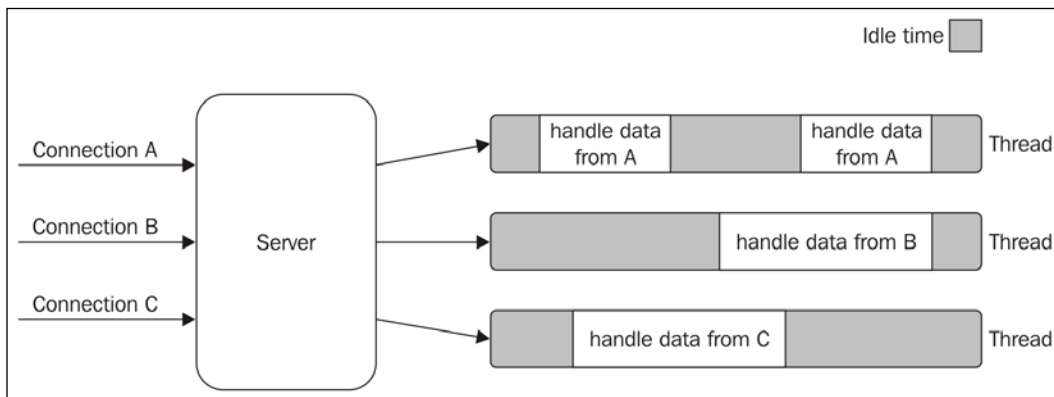 Idle time
Connection A
Connection B
Connection C
Server
handle data
from A
handle data
from A
Thread
handle data from B
Thread
handle data from C
Thread